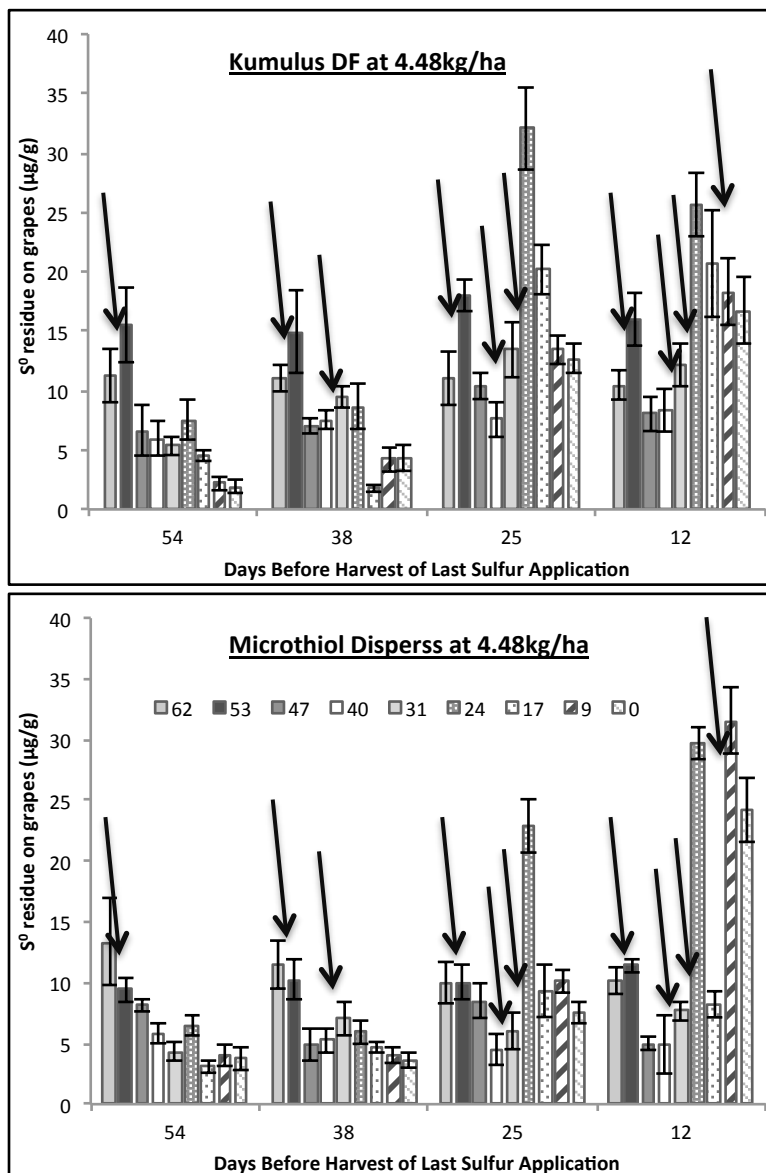 Kumulus DF at 4.48kg/ha
S⁰ residue on grapes (µg/g)
40
35
30
25
20
15
10
5
0
54 38 25 12
Days Before Harvest of Last Sulfur Application
Microthiol Disperss at 4.48kg/ha
62 53 47 40 31 24 17 9 0
S⁰ residue on grapes (µg/g)
40
35
30
25
20
15
10
5
0
54 38 25 12
Days Before Harvest of Last Sulfur Application